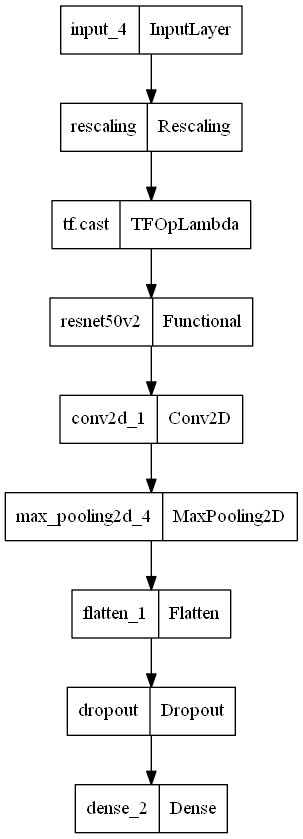 input_4 InputLayer
rescaling Rescaling
tf.cast TFOpLambda
resnet50v2 Functional
conv2d_1 Conv2D
max_pooling2d_4 MaxPooling2D
flatten_1 Flatten
dropout Dropout
dense_2 Dense